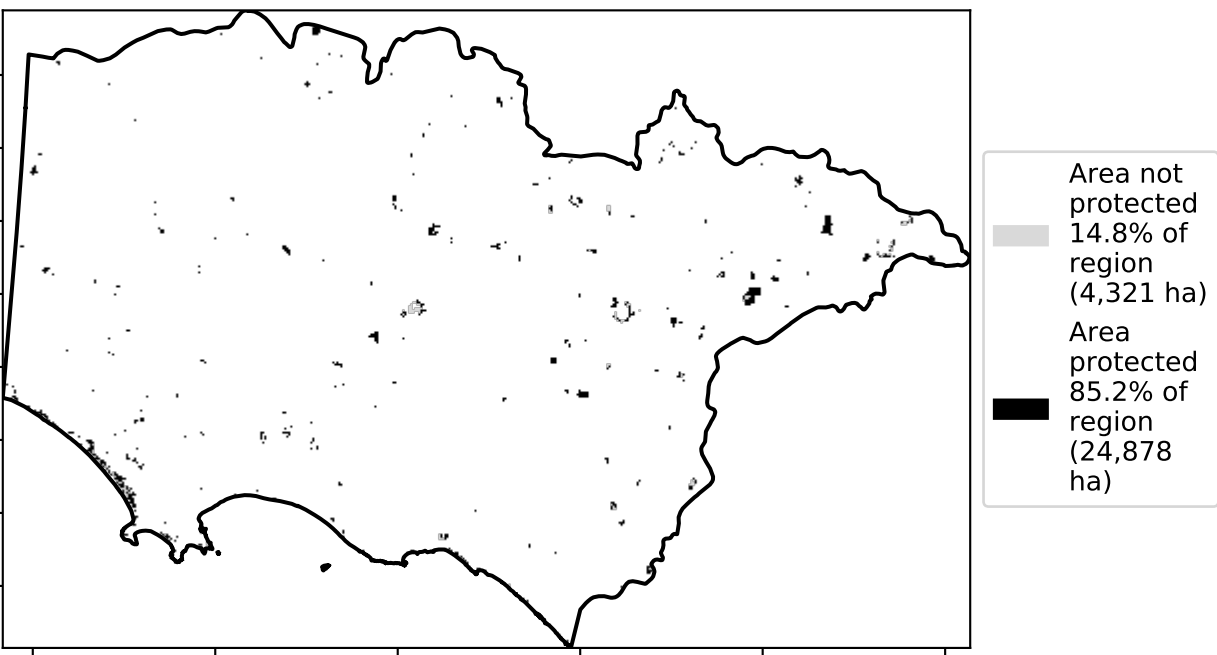 Area not
protected
14.8% of
region
(4,321 ha)
Area
protected
85.2% of
region
(24,878
ha)